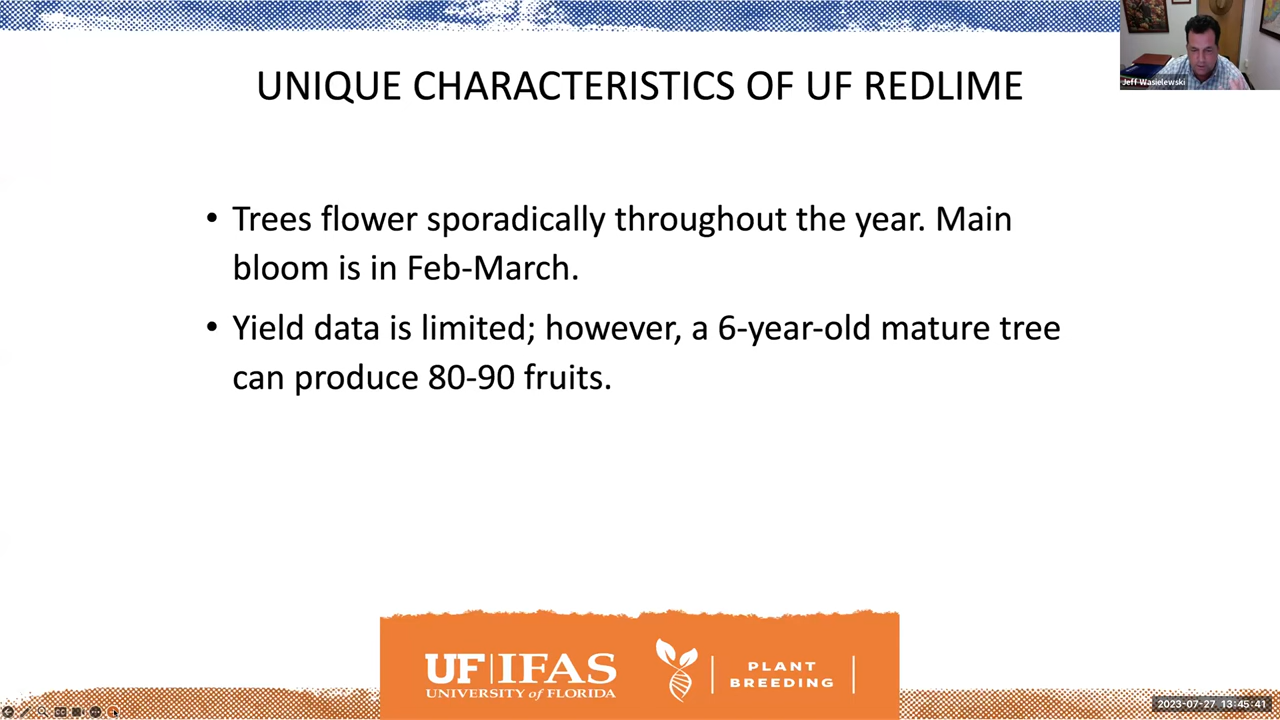 Jeff Wasielewski
UNIQUE CHARACTERISTICS OF UF REDLIME
• Trees flower sporadically throughout the year. Main
bloom is in Feb-March.
• Yield data is limited; however, a 6-year-old mature tree
can produce 80-90 fruits.
UF|IFAS
UNIVERSITY of FLORIDA
PLANT
BREEDING
2023-07-27 13:45:41